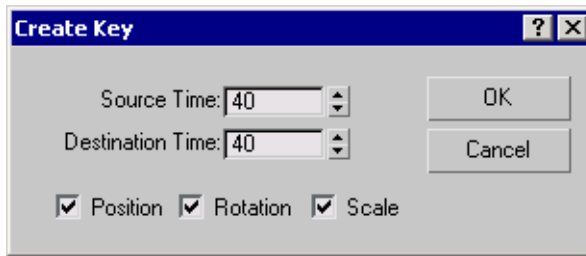 Create Key
Source Time: 40
OK
Destination Time: 40
Cancel
Position Rotation Scale